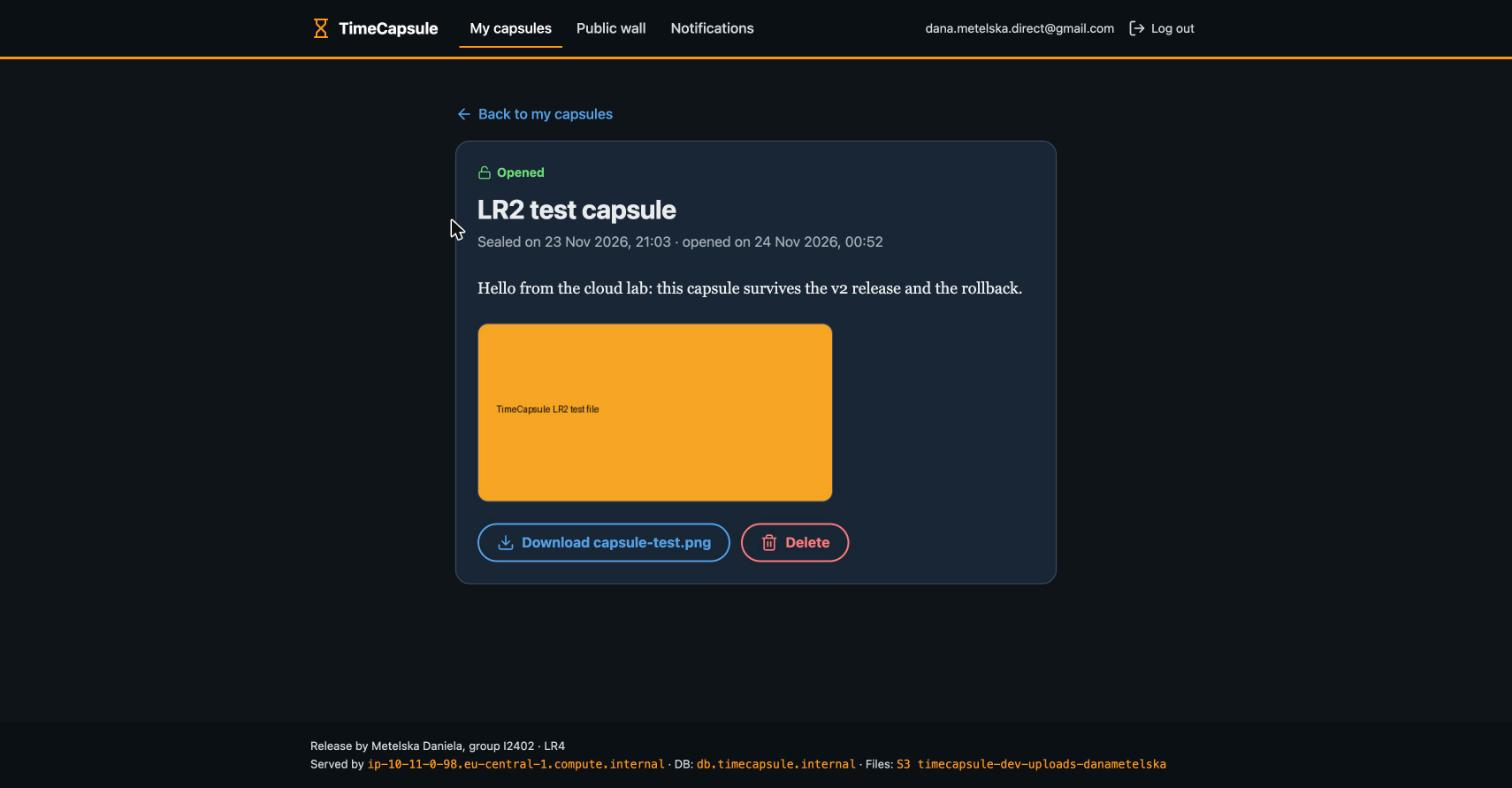 TimeCapsule My capsules Public wall Notifications dana.metelska.direct@gmail.com Log out
Back to my capsules
Opened
LR2 test capsule
Sealed on 23 Nov 2026, 21:03 · opened on 24 Nov 2026, 00:52
Hello from the cloud lab: this capsule survives the v2 release and the rollback.
TimeCapsule LR2 test file
Download capsule-test.png Delete
Release by Metelska Daniela, group I2402 · LR4
Served by ip-10-11-0-98.eu-central-1.compute.internal · DB: db.timecapsule.internal · Files: S3 timecapsule-dev-uploads-danametelska